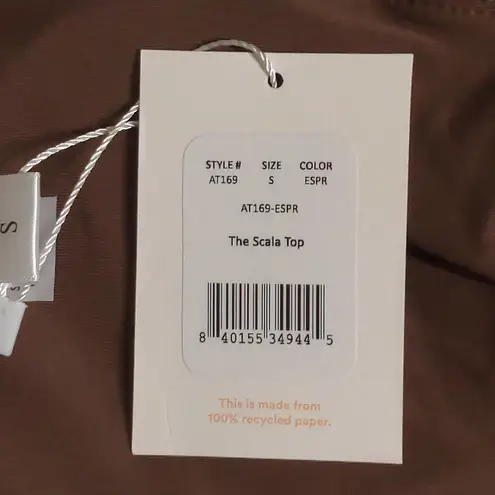 STYLE # SIZE COLOR
AT169 S ESPR
AT169-ESPR
The Scala Top
8 40155 34944 5
This is made from
100% recycled paper.
S
S